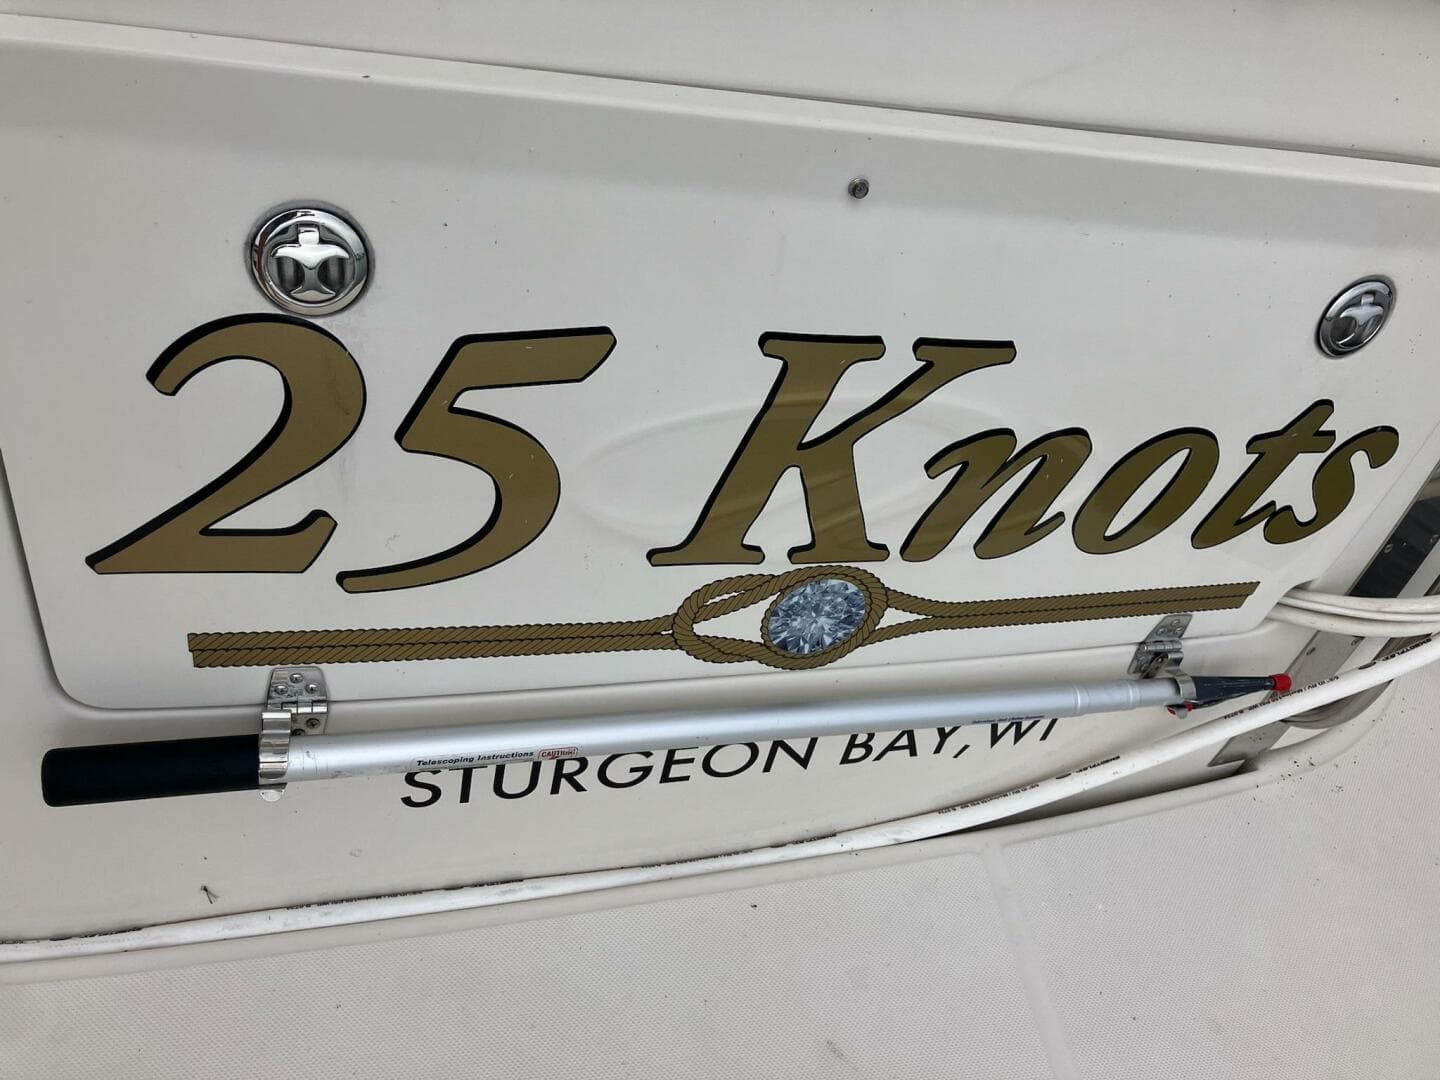 25 Knots
Telescoping Instructions CAUTION!
STURGEON BAY, WI